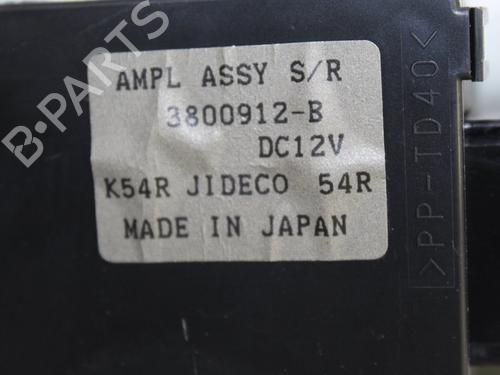 AMPL ASSY S/R
3800912-B
DC12V
K54R JIDECO 54R
MADE IN JAPAN
>PP-TD40<
B-PARTS